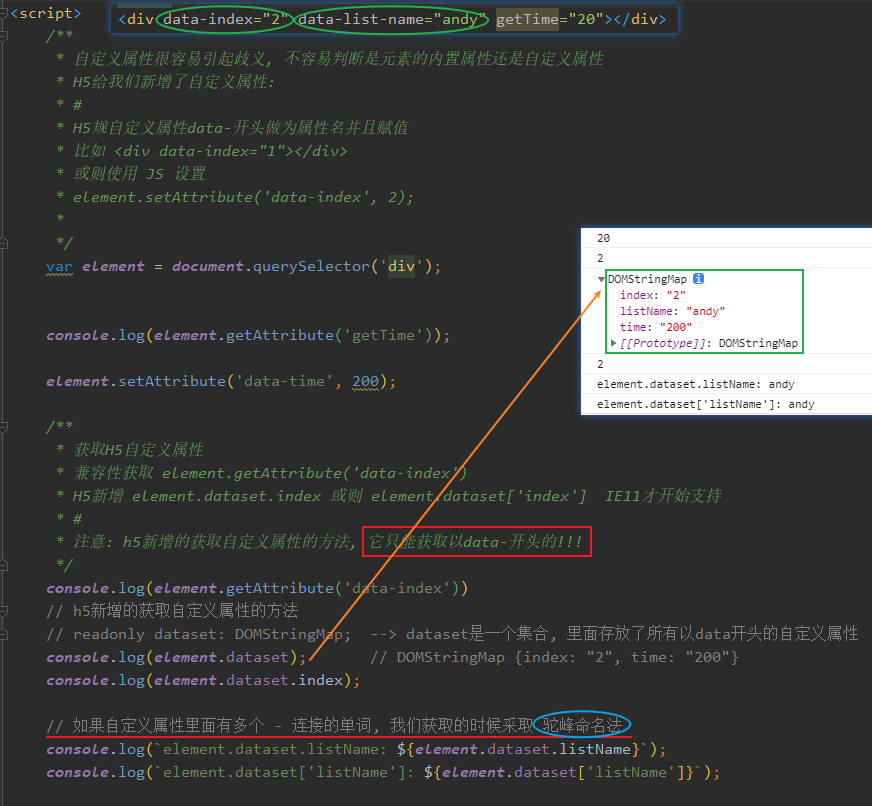 <script>
<div data-index="2" data-list-name="andy" getTime="20"></div>
/**
* 自定义属性很容易引起歧义, 不容易判断是元素的内置属性还是自定义属性
* H5给我们新增了自定义属性:
* #
* H5规自定义属性data-开头做为属性名并且赋值
* 比如 <div data-index="1"></div>
* 或则使用 JS 设置
* element.setAttribute('data-index', 2);
*
*/
var element = document.querySelector('div');
console.log(element.getAttribute('getTime'));
element.setAttribute('data-time', 200);
/**
* 获取H5自定义属性
* 兼容性获取 element.getAttribute('data-index')
* H5新增 element.dataset.index 或则 element.dataset['index']  IE11才开始支持
* #
* 注意: h5新增的获取自定义属性的方法, 它只能获取以data-开头的!!!
*/
console.log(element.getAttribute('data-index'))
// h5新增的获取自定义属性的方法
// readonly dataset: DOMStringMap;  --> dataset是一个集合, 里面存放了所有以data开头的自定义属性
console.log(element.dataset);       // DOMStringMap {index: "2", time: "200"}
console.log(element.dataset.index);
// 如果自定义属性里面有多个 - 连接的单词, 我们获取的时候采取 驼峰命名法
console.log(`element.dataset.listName: ${element.dataset.listName}`);
console.log(`element.dataset['listName']: ${element.dataset['listName']}`);
20
2
▼DOMStringMap i
index: "2"
listName: "andy"
time: "200"
▶[[Prototype]]: DOMStringMap
2
element.dataset.listName: andy
element.dataset['listName']: andy